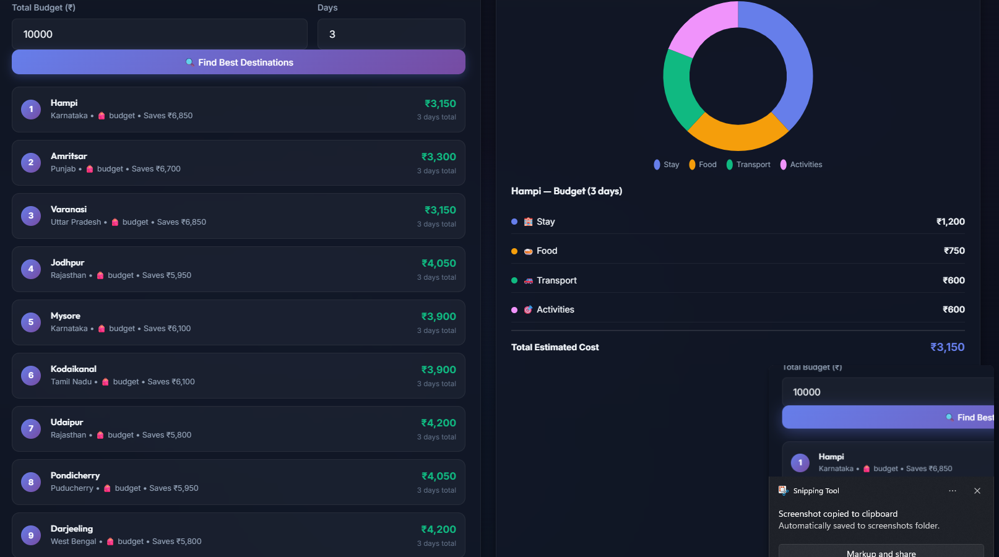 Total Budget (₹)
Days
10000
3
Find Best Destinations
1
Hampi
Karnataka • budget • Saves ₹6,850
₹3,150
3 days total
2
Amritsar
Punjab • budget • Saves ₹6,700
₹3,300
3 days total
3
Varanasi
Uttar Pradesh • budget • Saves ₹6,850
₹3,150
3 days total
4
Jodhpur
Rajasthan • budget • Saves ₹5,950
₹4,050
3 days total
5
Mysore
Karnataka • budget • Saves ₹6,100
₹3,900
3 days total
6
Kodaikanal
Tamil Nadu • budget • Saves ₹6,100
₹3,900
3 days total
7
Udaipur
Rajasthan • budget • Saves ₹5,800
₹4,200
3 days total
8
Pondicherry
Puducherry • budget • Saves ₹5,950
₹4,050
3 days total
9
Darjeeling
West Bengal • budget • Saves ₹5,800
₹4,200
3 days total
Stay Food Transport Activities
Hampi — Budget (3 days)
Stay ₹1,200
Food ₹750
Transport ₹600
Activities ₹600
Total Estimated Cost ₹3,150
Total Budget (₹)
10000
Find Best
1
Hampi
Karnataka • budget • Saves ₹6,850
Snipping Tool
Screenshot copied to clipboard
Automatically saved to screenshots folder.
Markup and share